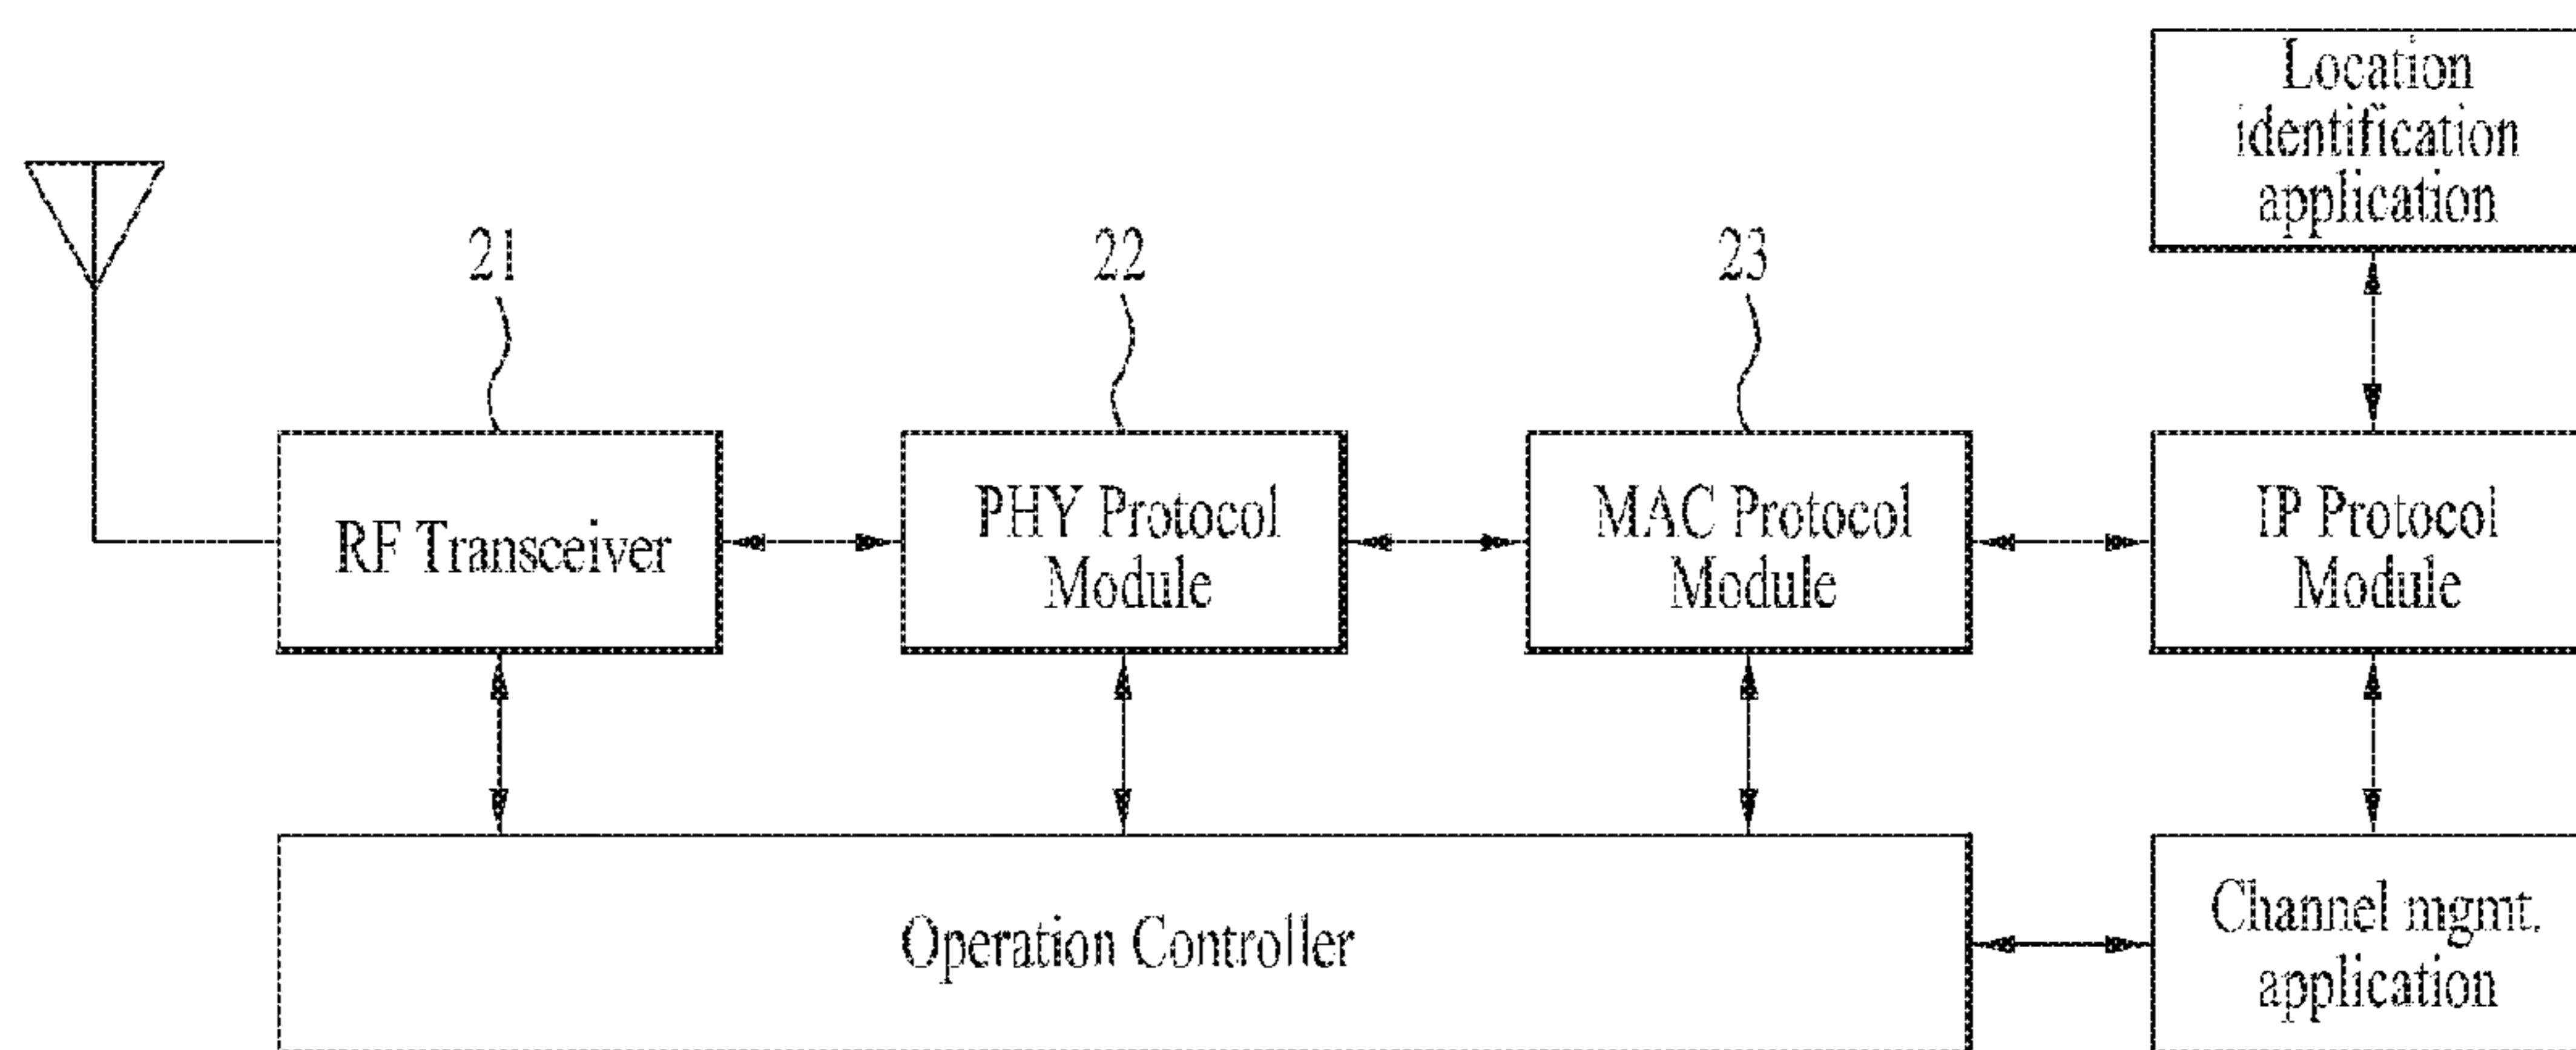 Location
identification
application
21
22
23
RF Transceiver
PHY Protocol
Module
MAC Protocol
Module
IP Protocol
Module
Operation Controller
Channel mgmt.
application